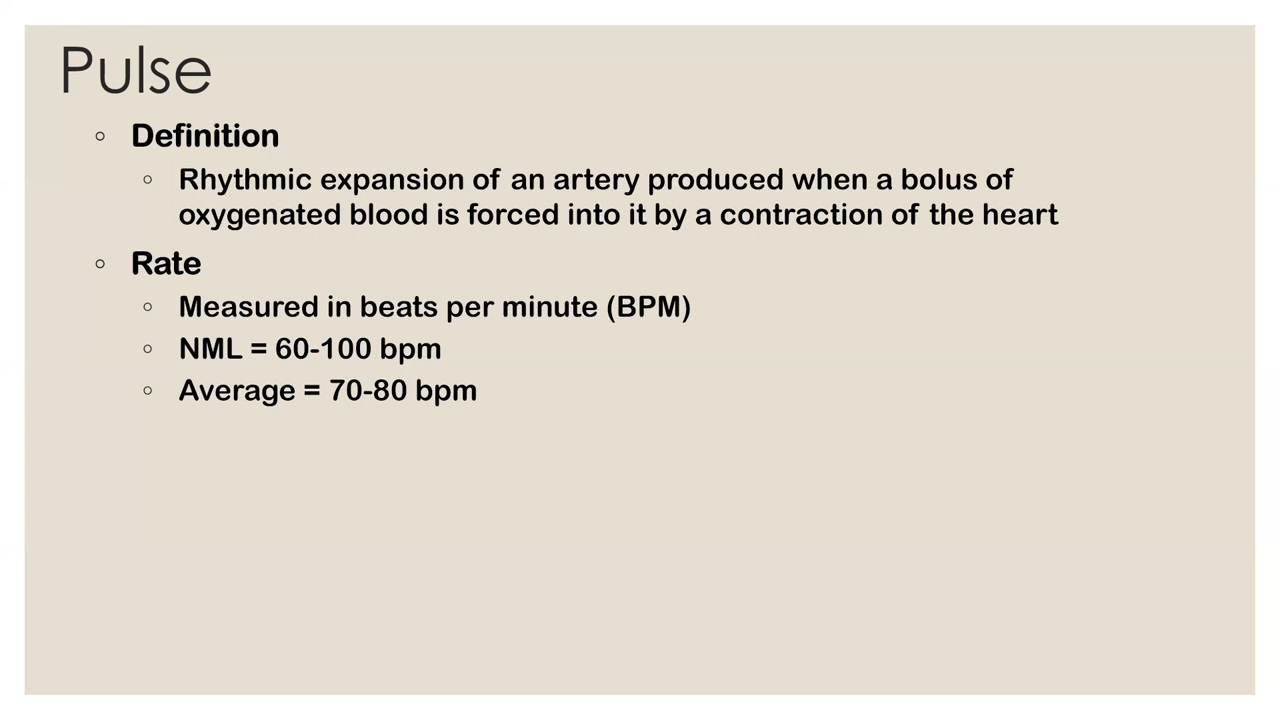 Pulse
Definition
Rhythmic expansion of an artery produced when a bolus of
oxygenated blood is forced into it by a contraction of the heart
Rate
Measured in beats per minute (BPM)
NML = 60-100 bpm
Average = 70-80 bpm